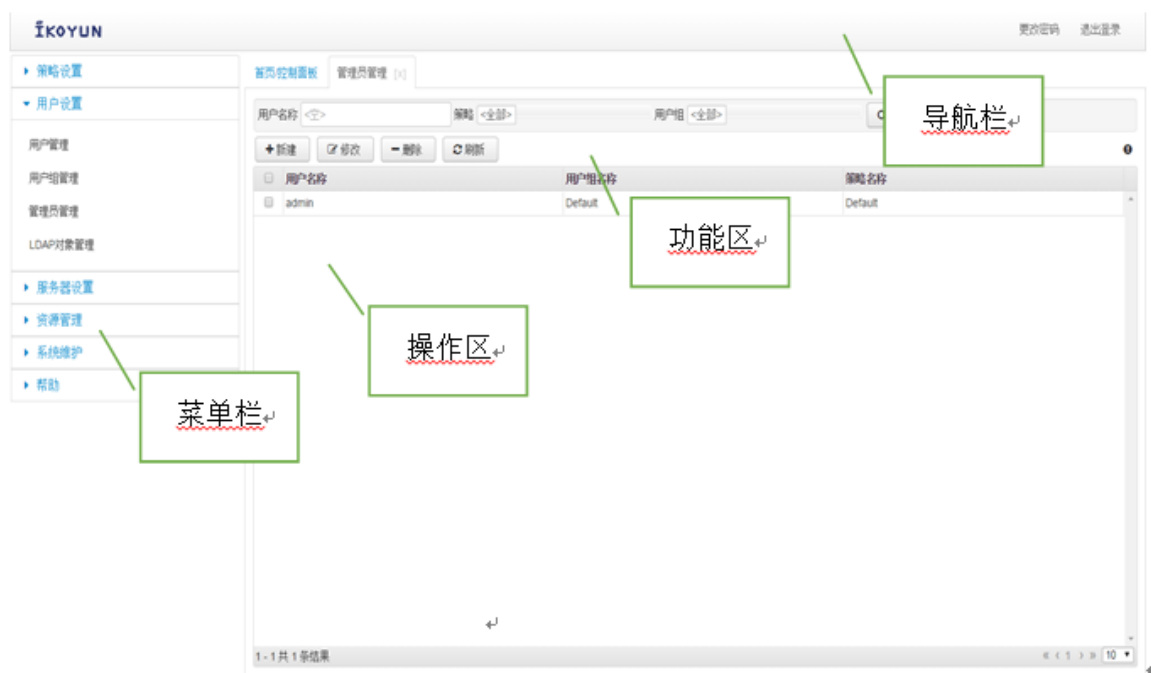 ĪKOYUN 更改密码 退出登录
策略设置 首页/控制面板 管理员管理 [x]
用户设置
用户名称 <空> 策略 <全部> 用户组 <全部>
导航栏
用户管理 新建 修改 删除 刷新
用户组管理 用户名称 用户组名称 策略名称
管理员管理 admin Default Default
功能区
LDAP对象管理
服务器设置
资源管理
操作区
系统维护
帮助
菜单栏
1 - 1 共 1 条结果 « ‹ 1 › » 10